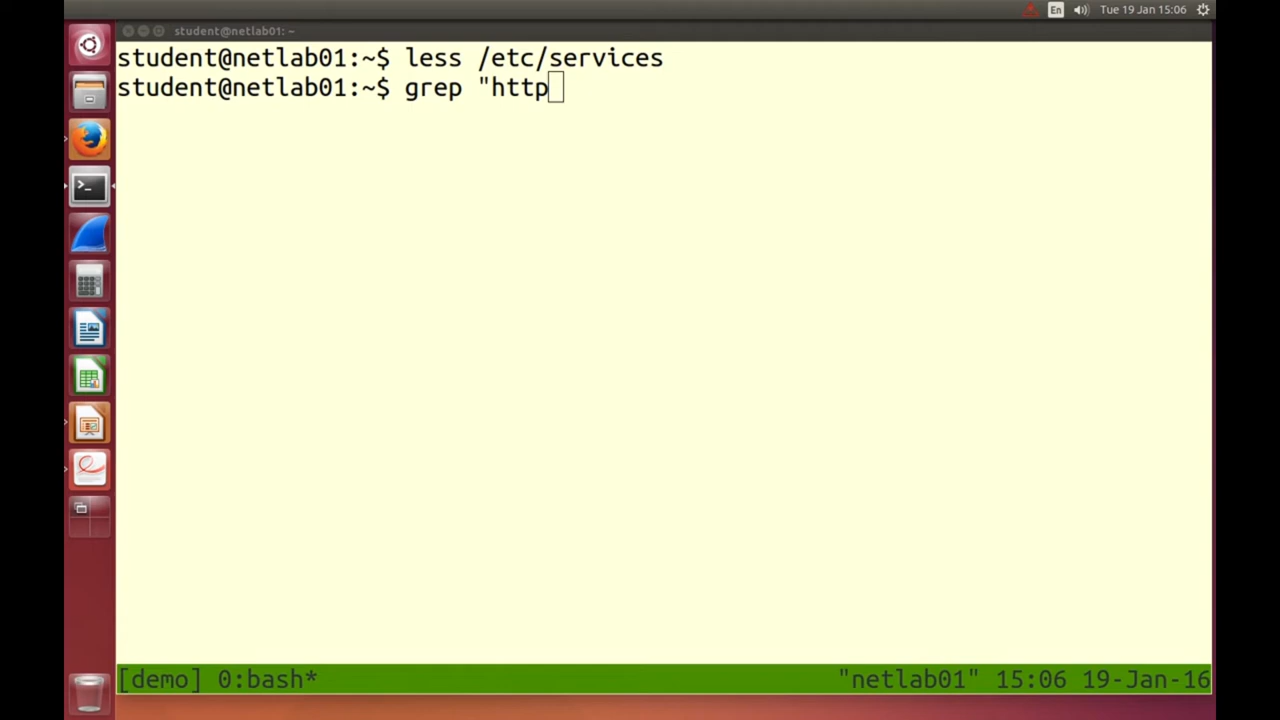 En
Tue 19 Jan 15:06
student@netlab01: ~
student@netlab01:~$ less /etc/services
student@netlab01:~$ grep "http
[demo] 0:bash*
"netlab01" 15:06 19-Jan-16